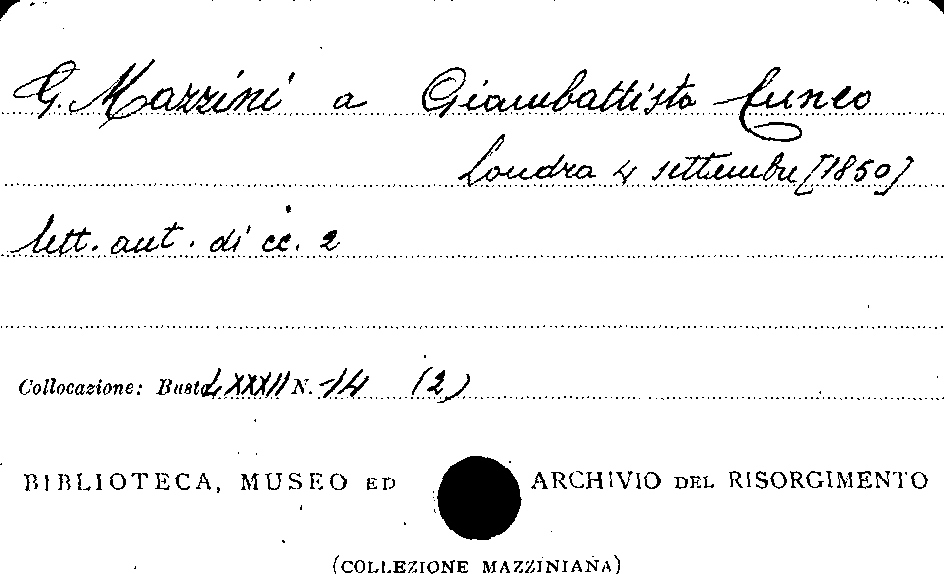 G. Mazzini a Giambattista Cuneo
Londra 4 settembre [1850]
lett. aut. di cc. 2
Collocazione: Busta LXXXII N. 14 (2)
BIBLIOTECA, MUSEO ED ARCHIVIO DEL RISORGIMENTO
(COLLEZIONE MAZZINIANA)